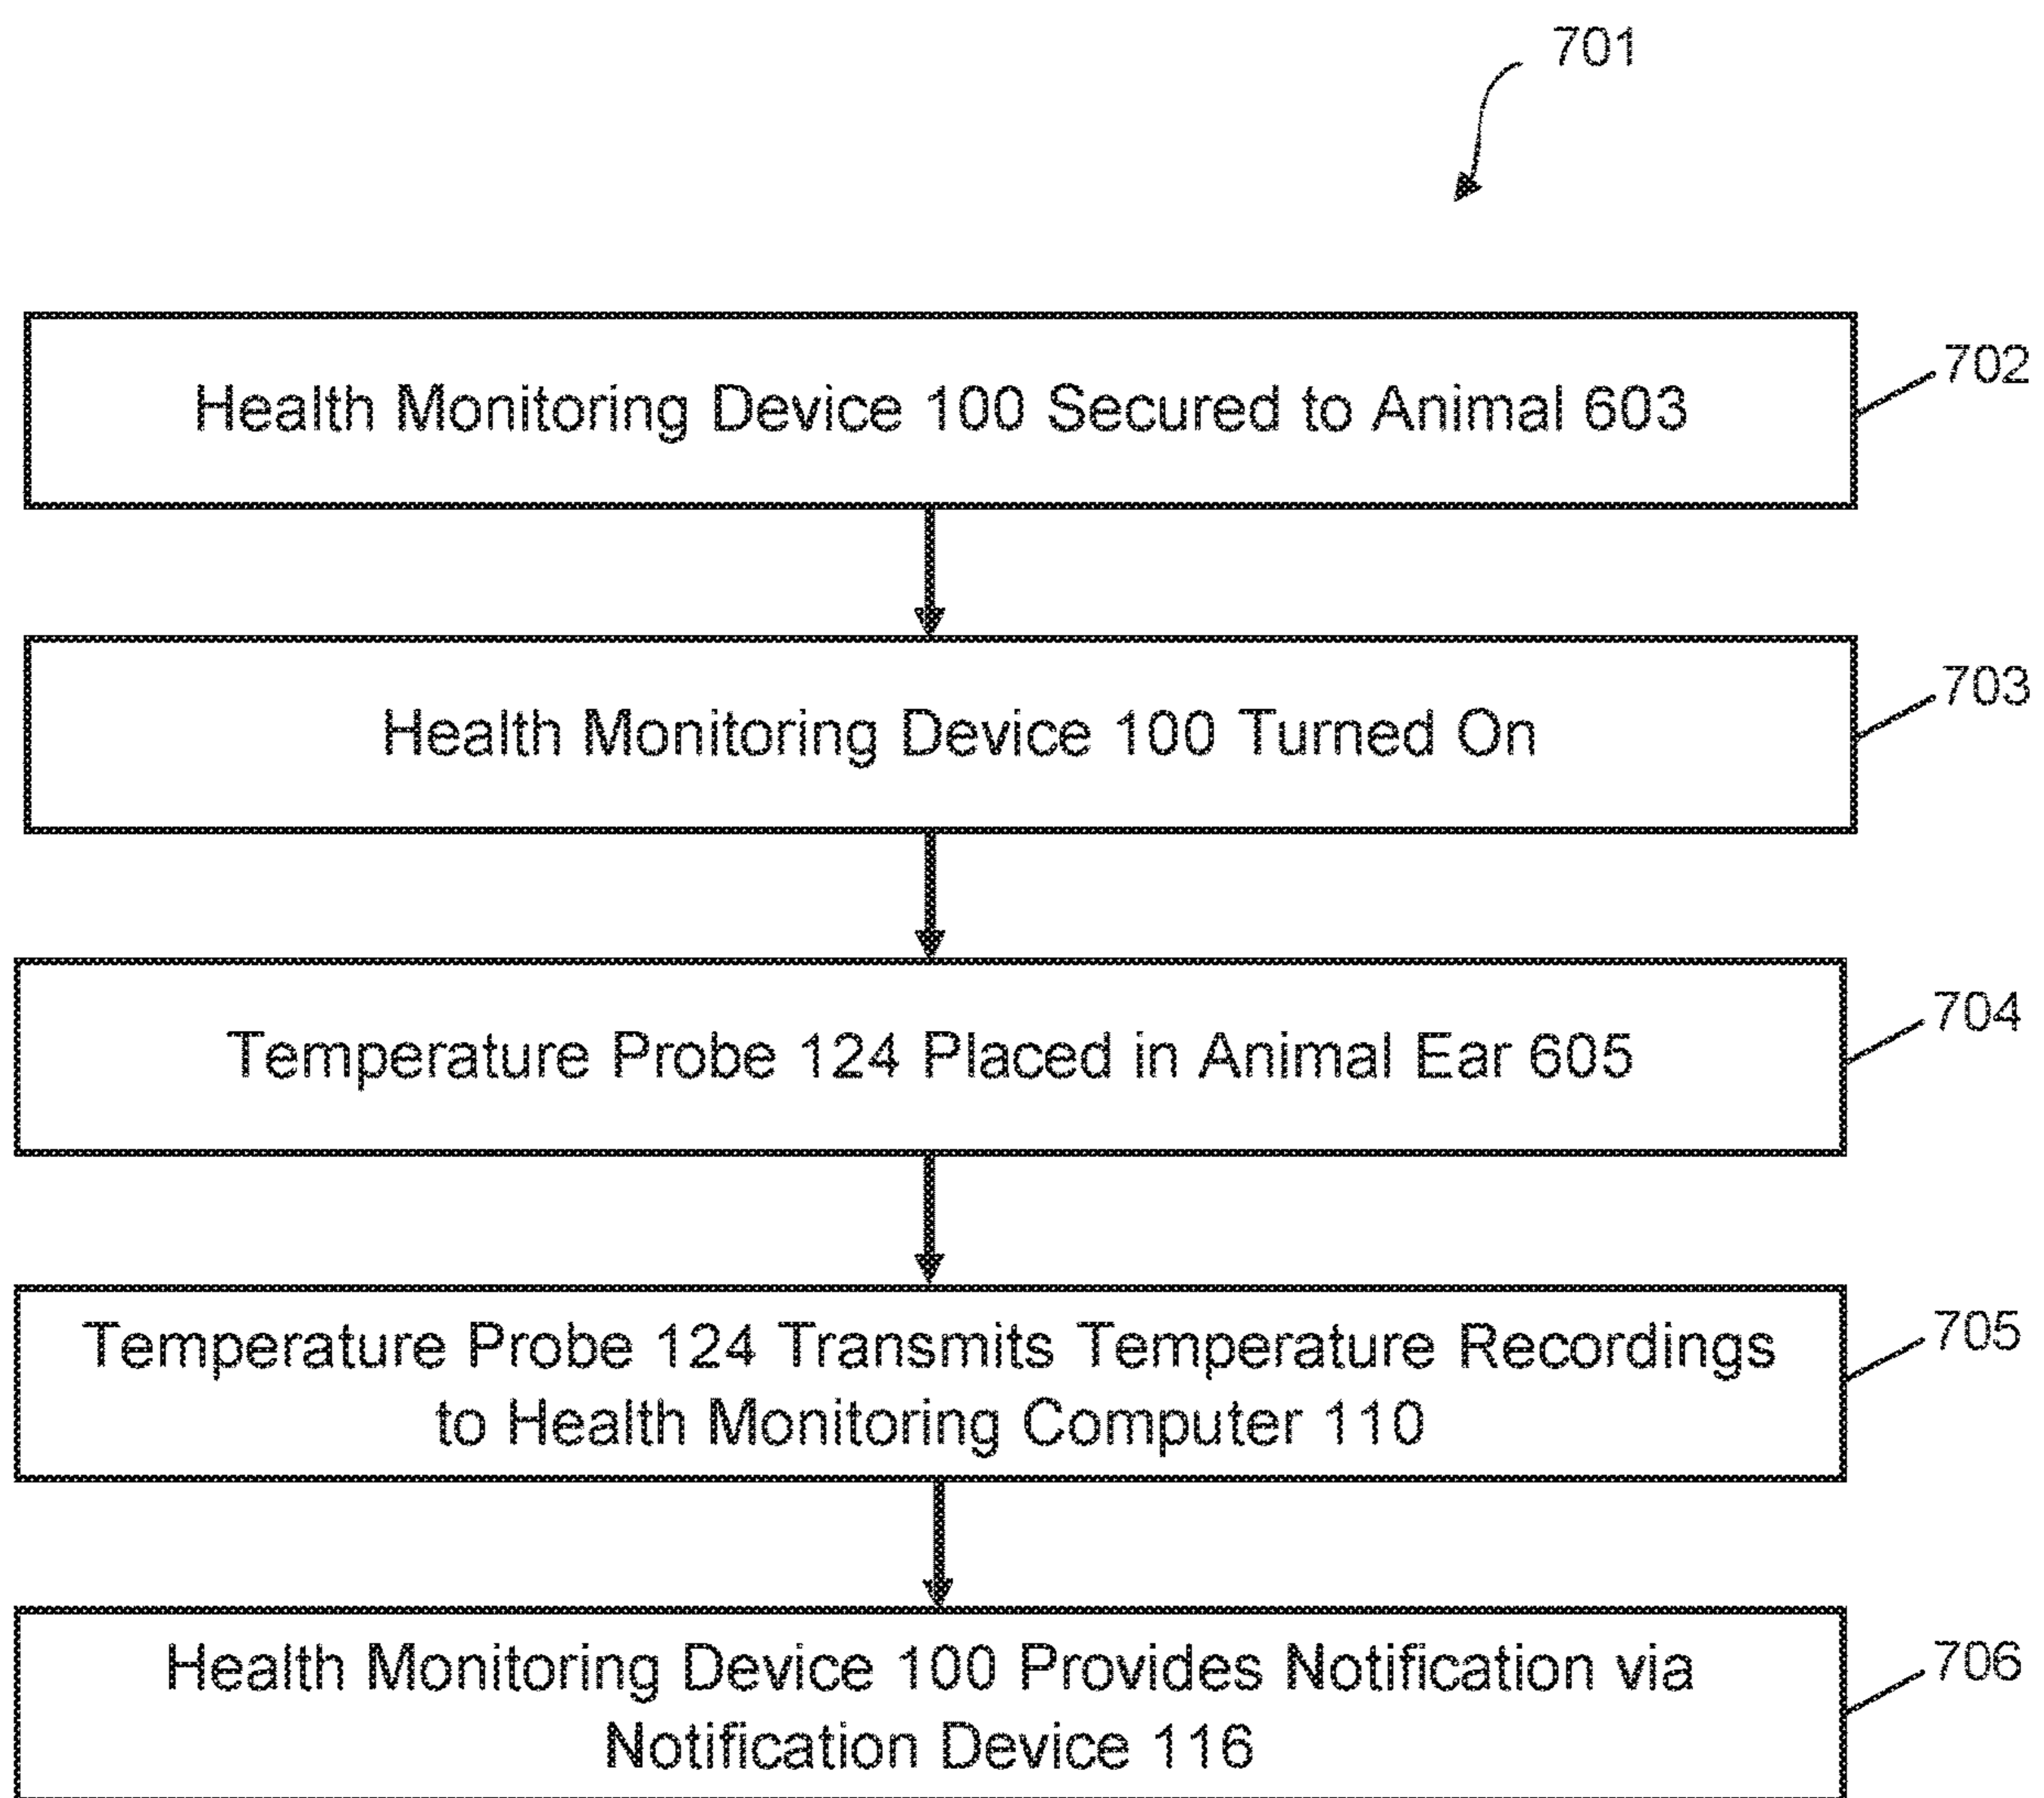 701
Health Monitoring Device 100 Secured to Animal 603
702
Health Monitoring Device 100 Turned On
703
Temperature Probe 124 Placed in Animal Ear 605
704
Temperature Probe 124 Transmits Temperature Recordings
to Health Monitoring Computer 110
705
Health Monitoring Device 100 Provides Notification via
Notification Device 116
706